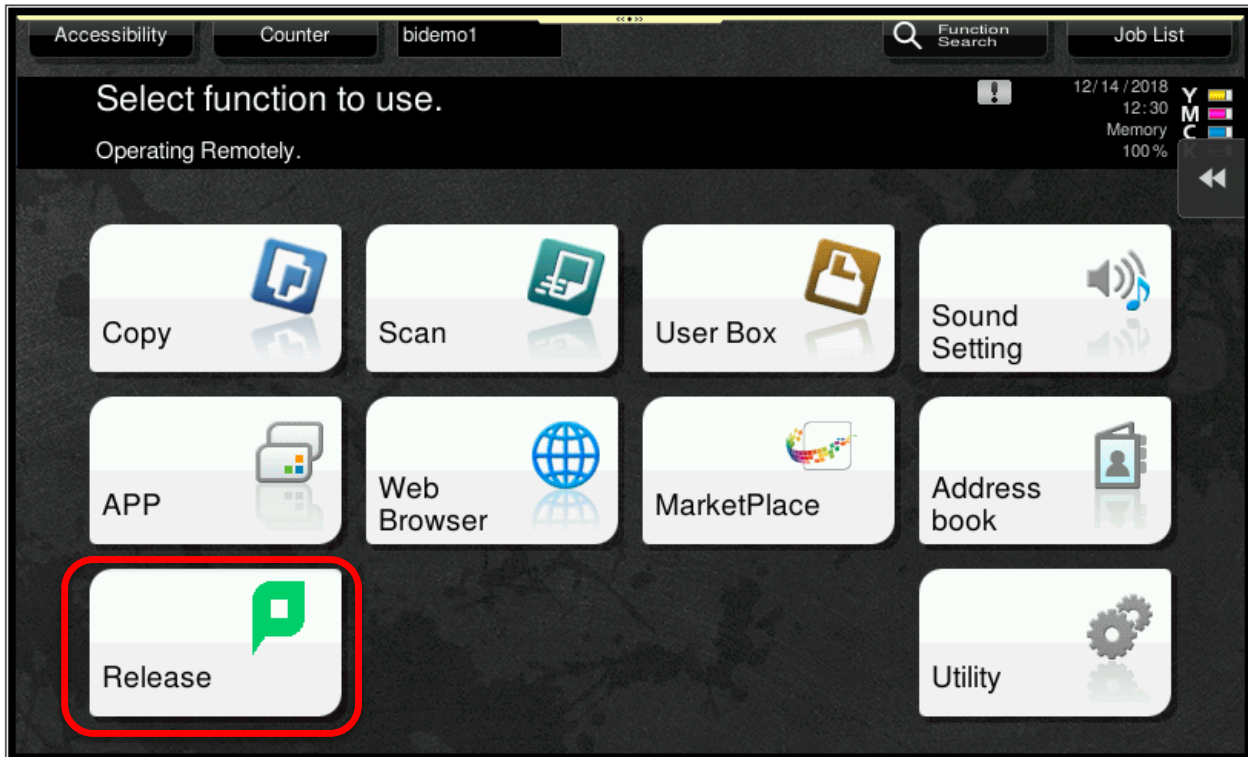 Accessibility
Counter
bidemo1
Function
Search
Job List
Select function to use.
Operating Remotely.
12/14/2018
12:30
Memory
100%
Y
M
C
K
Copy
Scan
User Box
Sound
Setting
APP
Web
Browser
MarketPlace
Address
book
Release
Utility